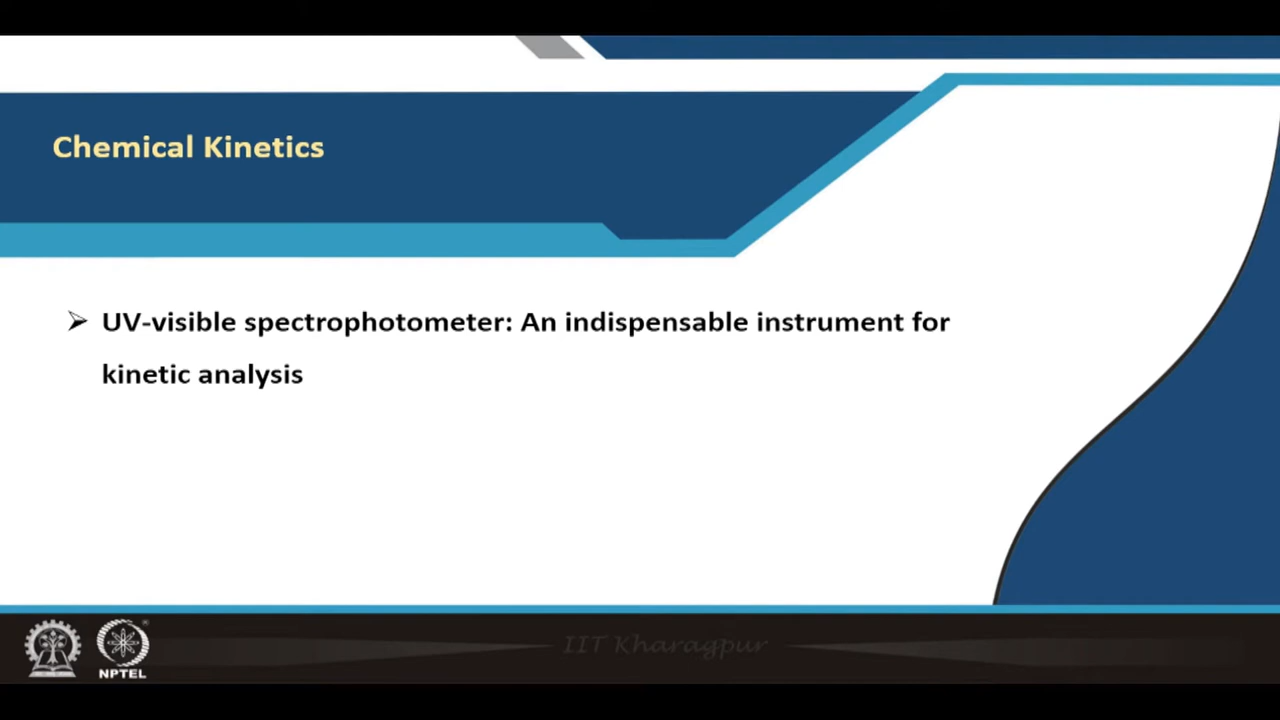 Chemical Kinetics
➢ UV-visible spectrophotometer: An indispensable instrument for
kinetic analysis
IIT Kharagpur
NPTEL